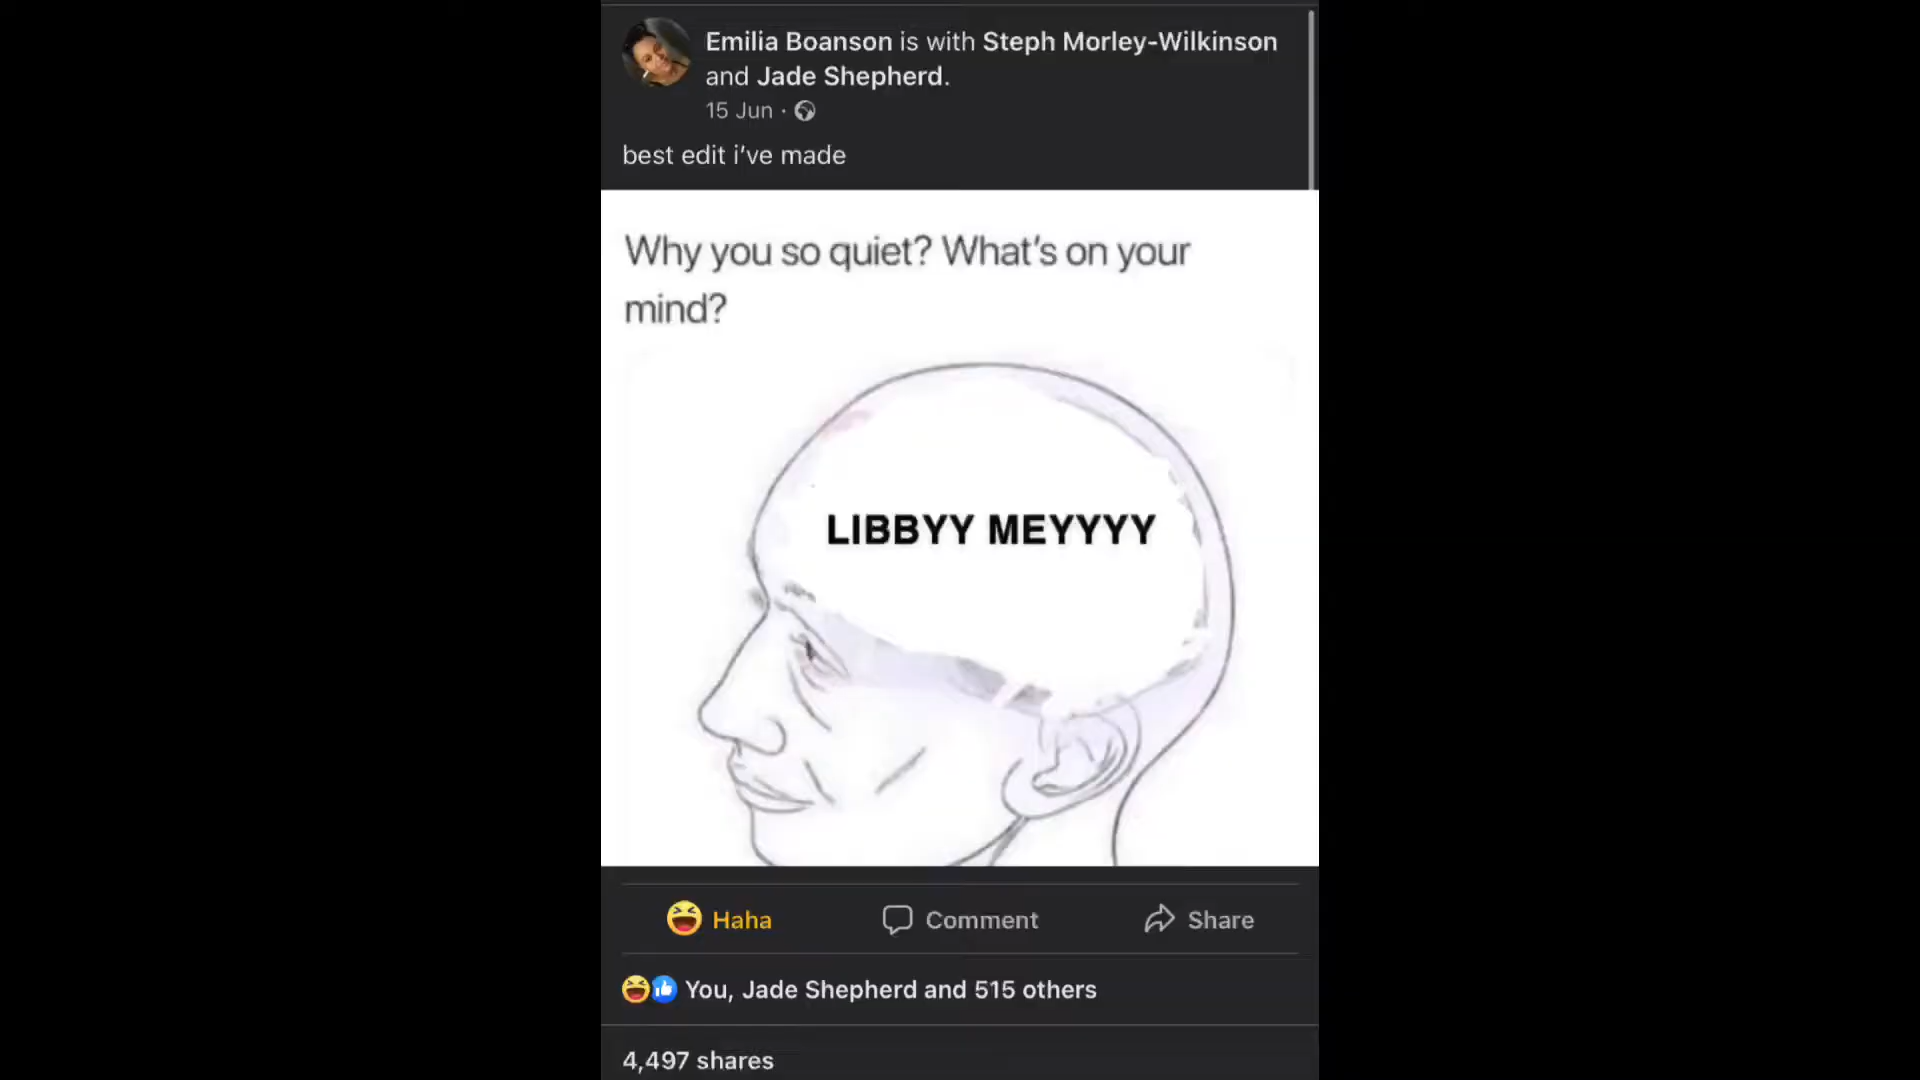 Emilia Boanson is with Steph Morley-Wilkinson
and Jade Shepherd.
15 Jun ·
best edit i've made
Why you so quiet? What's on your
mind?
LIBBYY MEYYYY
Haha Comment Share
You, Jade Shepherd and 515 others
4,497 shares